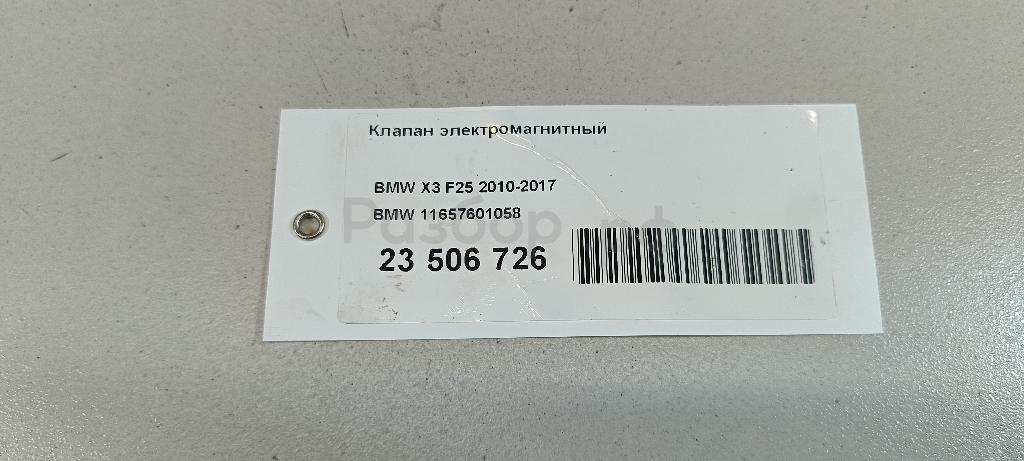 Клапан электромагнитный
BMW X3 F25 2010-2017
BMW 11657601058
Разбор.рф
23 506 726